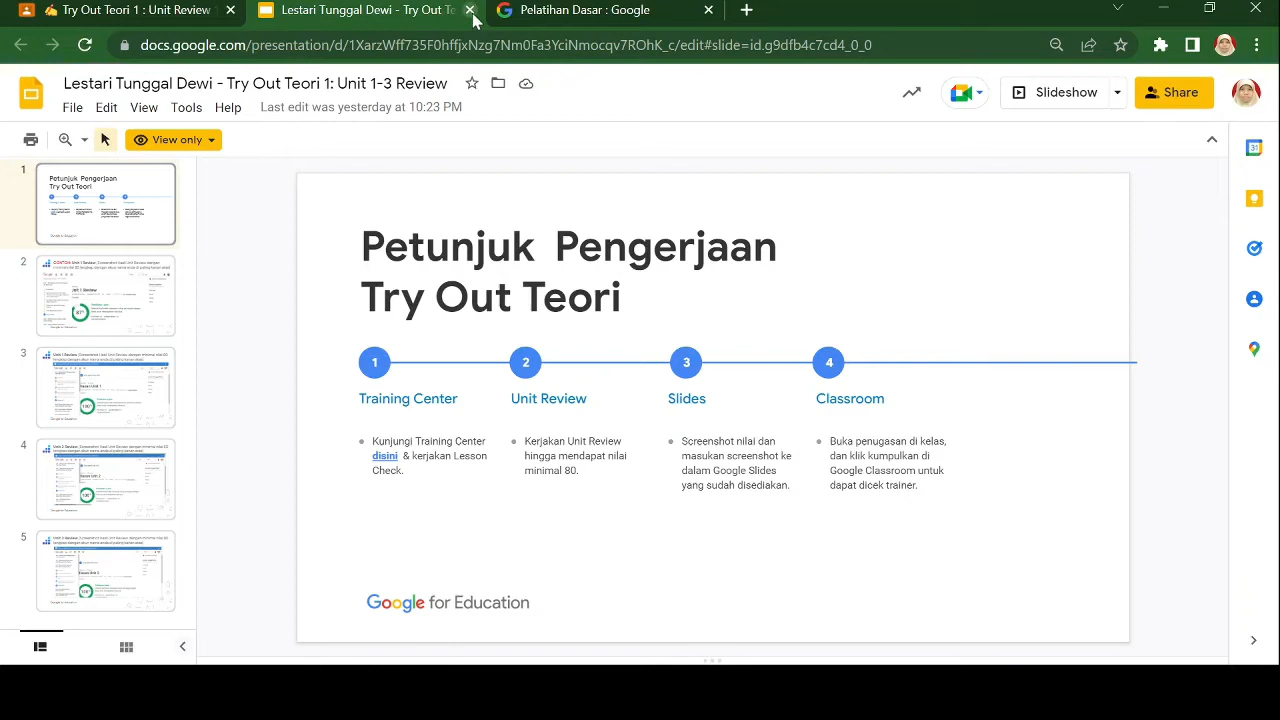 Try Out Teori 1 : Unit Review
Lestari Tunggal Dewi - Try Out Te
Pelatihan Dasar : Google
docs.google.com/presentation/d/1XarzWff735F0hffjxNzg7Nm0Fa3YciNmocqv7ROhK_c/edit#slide=id.g9dfb4c7cd4_0_0
Lestari Tunggal Dewi - Try Out Teori 1: Unit 1-3 Review
File Edit View Tools Help Last edit was yesterday at 10:23 PM
Slideshow
Share
View only
31
1
Petunjuk Pengerjaan
Try Out Teori
2
3
4
5
Petunjuk Pengerjaan
Try Out Teori
1 2 3 4
Training Center Unit Review Slides Classroom
Kunjungi Training Center
disini & kerjakan Lesson
Check.
Unit Review
hingga mendapat nilai
minimal 80.
Screenshot nilai &
masukan screenshot ke
dalam Google Slides
yang sudah disediakan.
Buka penugasan di kelas,
dan klik kumpulkan di
Google Classroom untuk
dapat dicek trainer.
Google for Education